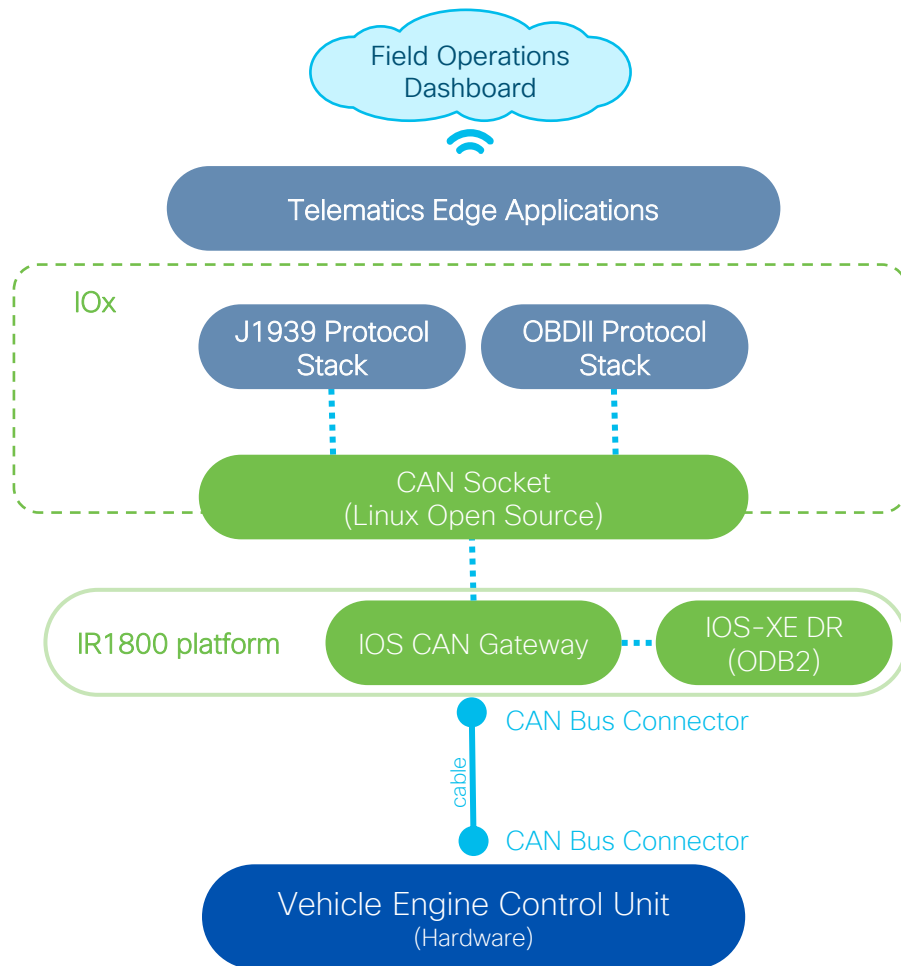 Field Operations
Dashboard
Telematics Edge Applications
IOx
J1939 Protocol
Stack
OBDII Protocol
Stack
CAN Socket
(Linux Open Source)
IR1800 platform
IOS CAN Gateway
IOS-XE DR
(ODB2)
CAN Bus Connector
cable
CAN Bus Connector
Vehicle Engine Control Unit
(Hardware)